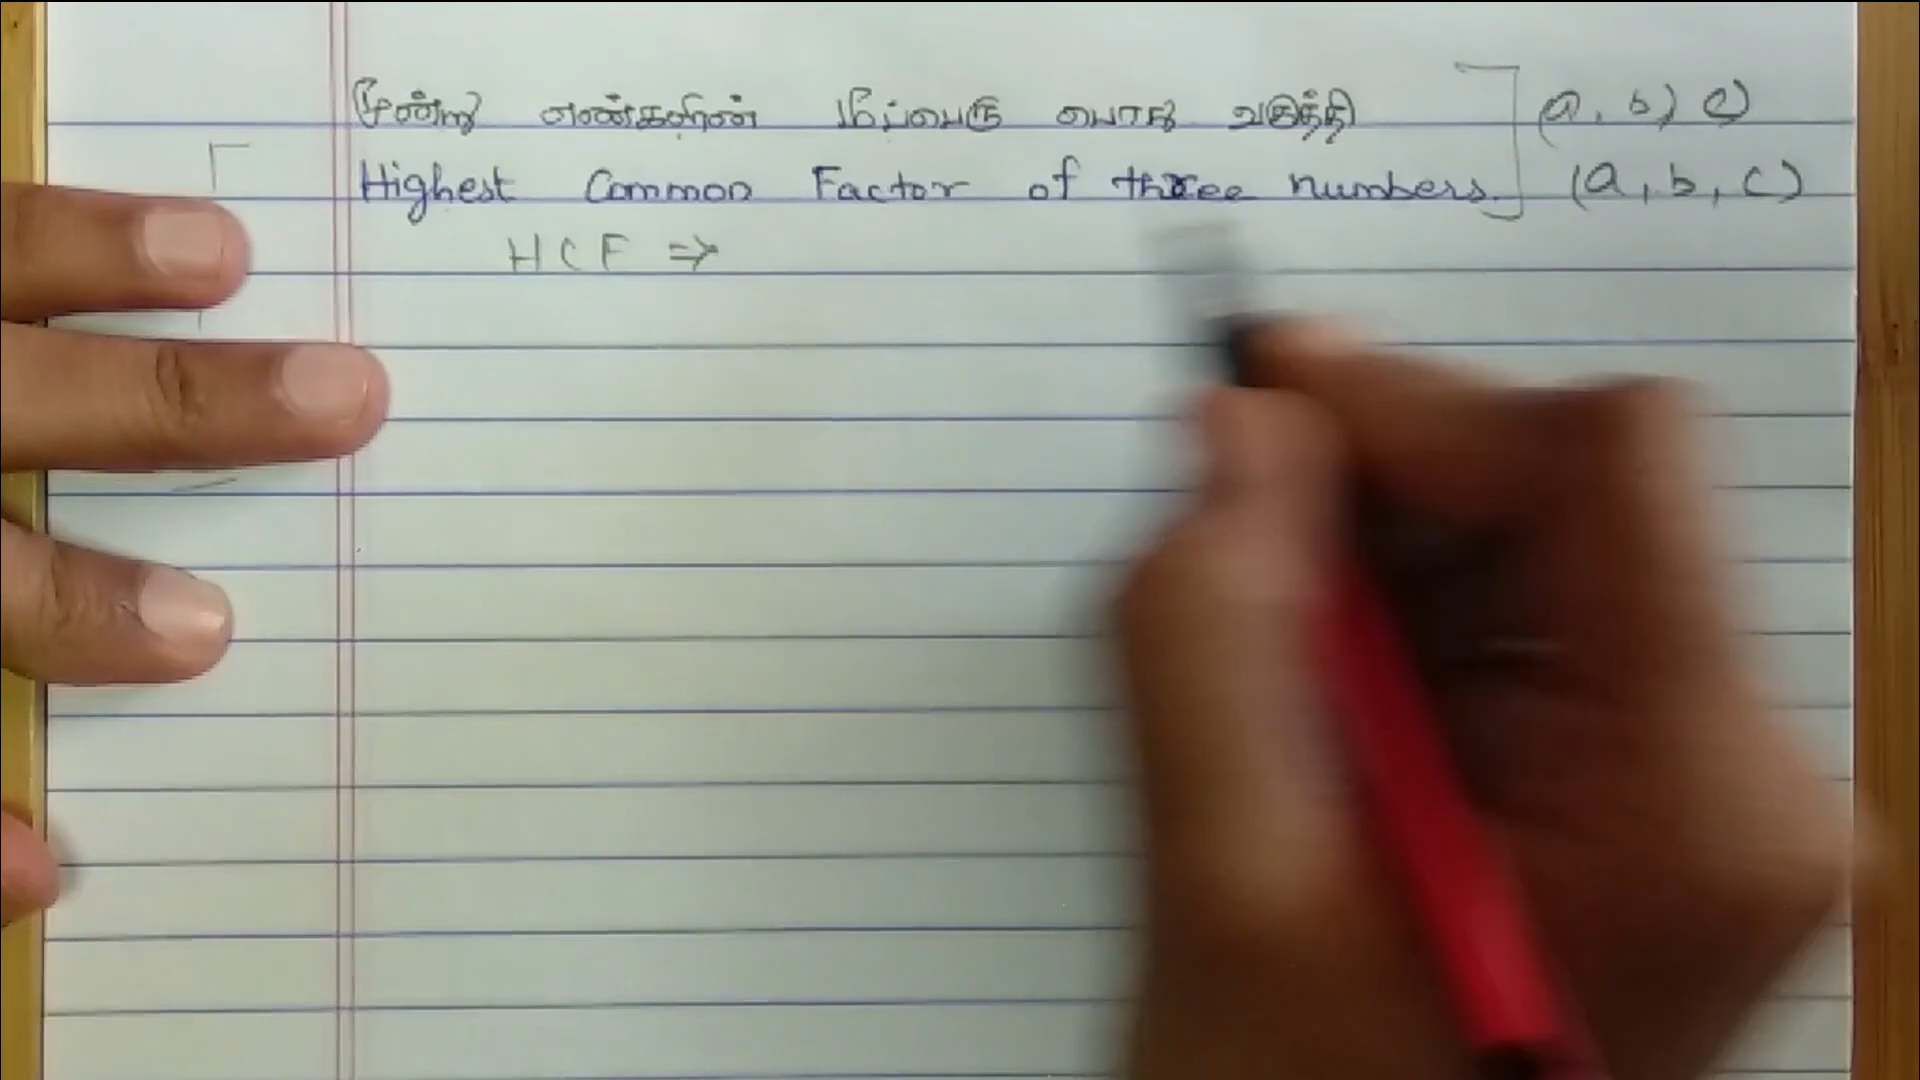 மூன்று எண்களின் மீப்பெரு பொது வகுத்தி (a, b) c)
Highest Common Factor of three numbers. (a, b, c)
HCF ⇒